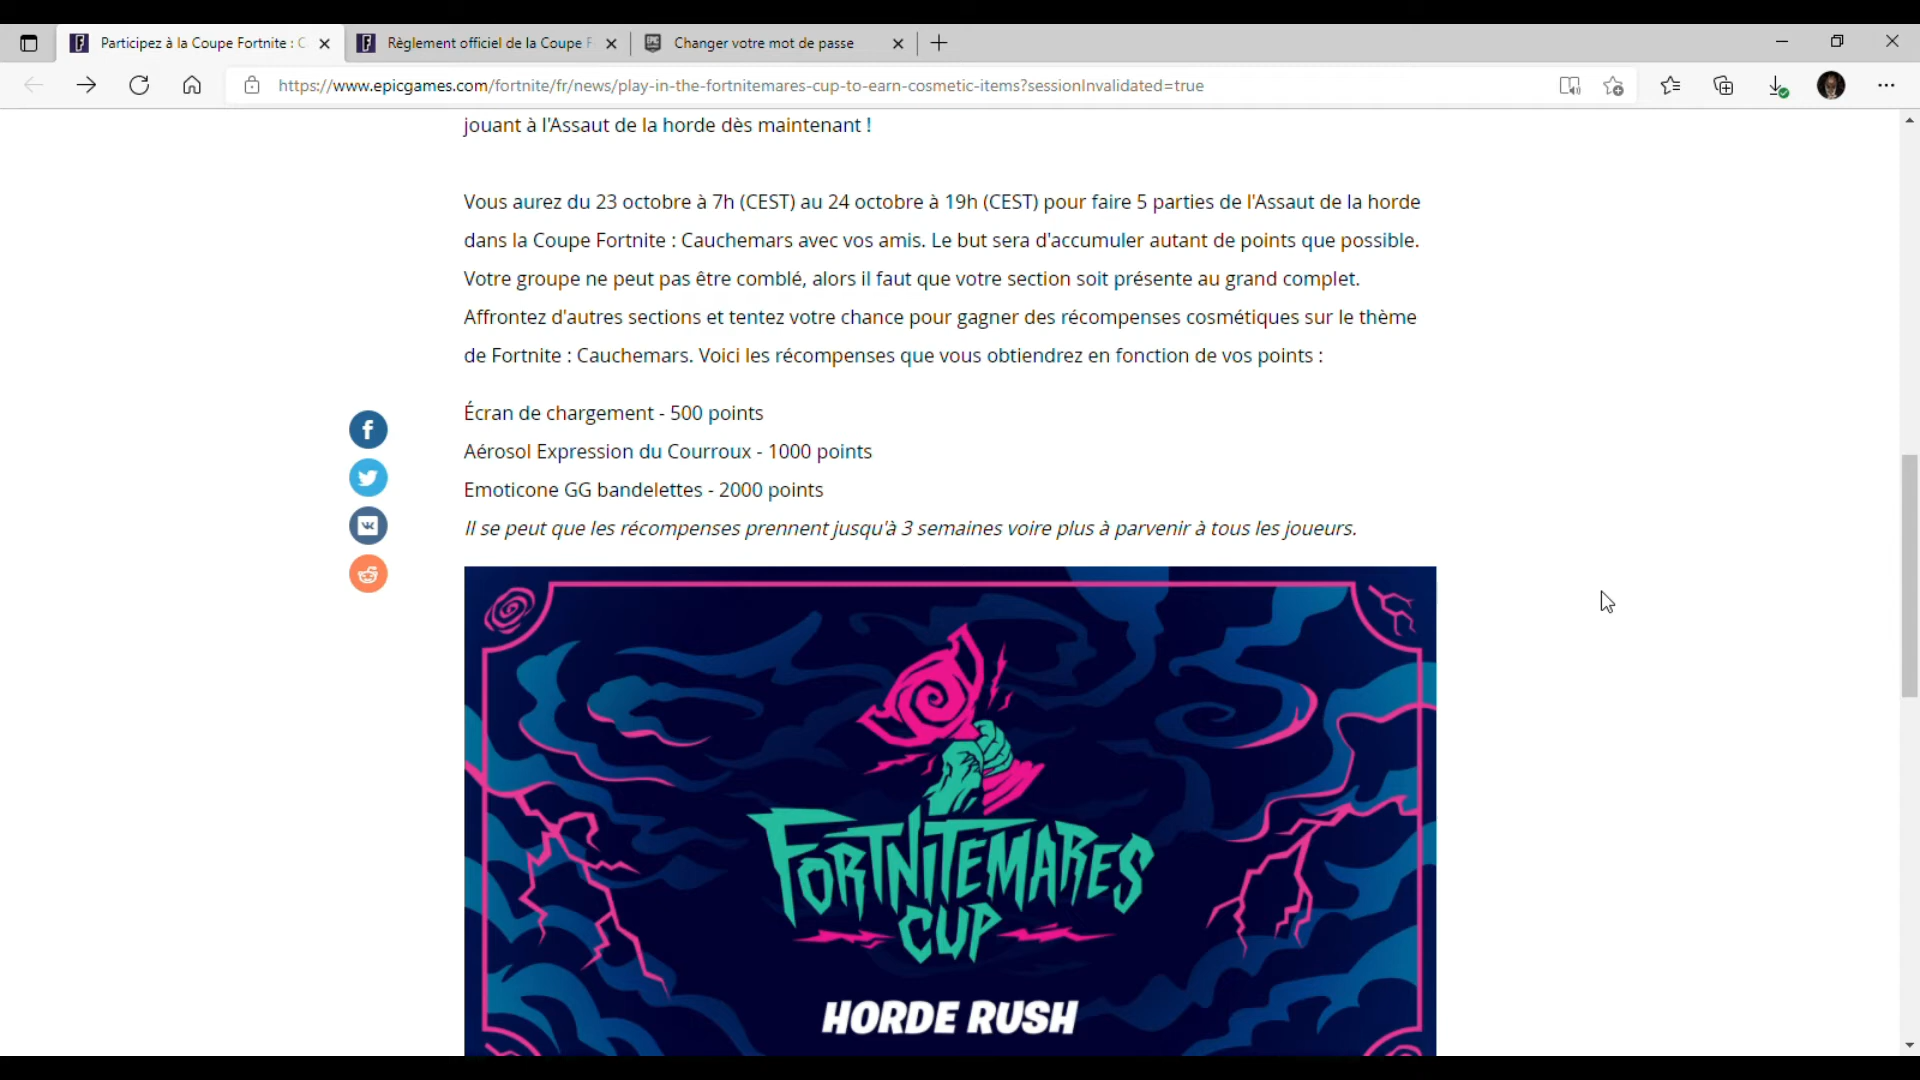 Participez à la Coupe Fortnite : C
Règlement officiel de la Coupe F
Changer votre mot de passe
https://www.epicgames.com/fortnite/fr/news/play-in-the-fortnitemares-cup-to-earn-cosmetic-items?sessionInvalidated=true
jouant à l'Assaut de la horde dès maintenant !
Vous aurez du 23 octobre à 7h (CEST) au 24 octobre à 19h (CEST) pour faire 5 parties de l'Assaut de la horde
dans la Coupe Fortnite : Cauchemars avec vos amis. Le but sera d'accumuler autant de points que possible.
Votre groupe ne peut pas être comblé, alors il faut que votre section soit présente au grand complet.
Affrontez d'autres sections et tentez votre chance pour gagner des récompenses cosmétiques sur le thème
de Fortnite : Cauchemars. Voici les récompenses que vous obtiendrez en fonction de vos points :
Écran de chargement - 500 points
Aérosol Expression du Courroux - 1000 points
Emoticone GG bandelettes - 2000 points
Il se peut que les récompenses prennent jusqu'à 3 semaines voire plus à parvenir à tous les joueurs.
FORTNITEMARES
CUP
HORDE RUSH